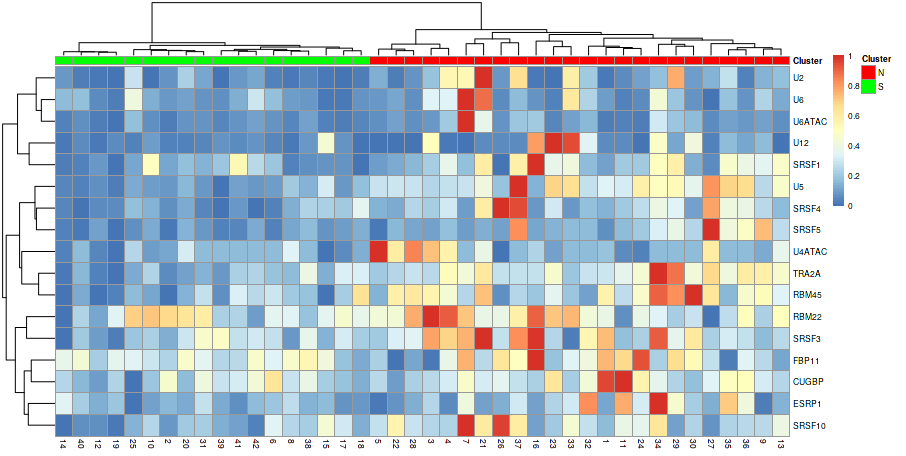 Cluster
U2
U6
U6ATAC
U12
SRSF1
U5
SRSF4
SRSF5
U4ATAC
TRA2A
RBM45
RBM22
SRSF3
FBP11
CUGBP
ESRP1
SRSF10
14 40 12 19 25 10 2 20 31 39 41 42 6 8 38 15 17 18 5 22 28 3 4 7 21 26 37 16 23 33 32 1 11 24 34 29 30 27 35 36 9 13
1
0.8
0.6
0.4
0.2
0
Cluster
N
S